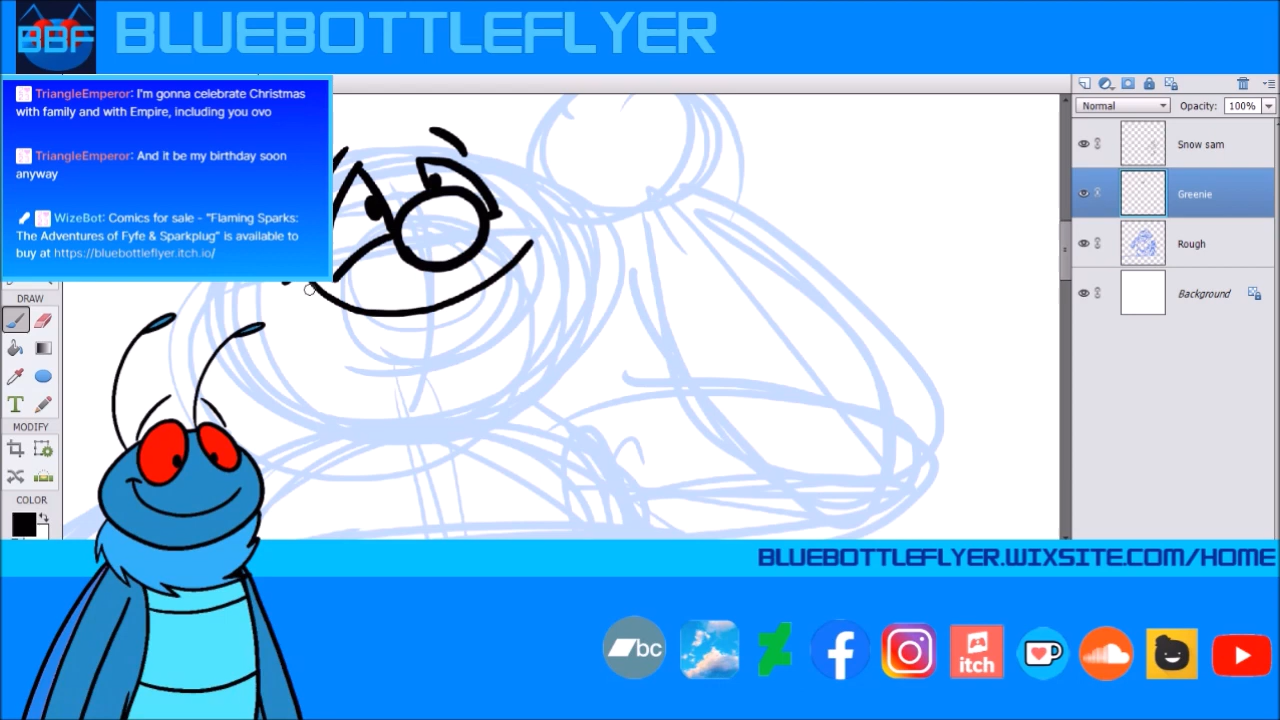 BBF
BLUEBOTTLEFLYER
TriangleEmperor: I'm gonna celebrate Christmas
with family and with Empire, including you ovo
TriangleEmperor: And it be my birthday soon
anyway
WizeBot: Comics for sale - "Flaming Sparks:
The Adventures of Fyfe & Sparkplug" is available to
buy at https://bluebottleflyer.itch.io/
Normal
Opacity: 100%
Snow sam
Greenie
Rough
Background
DRAW
T
MODIFY
COLOR
BLUEBOTTLEFLYER.WIXSITE.COM/HOME
bc
itch